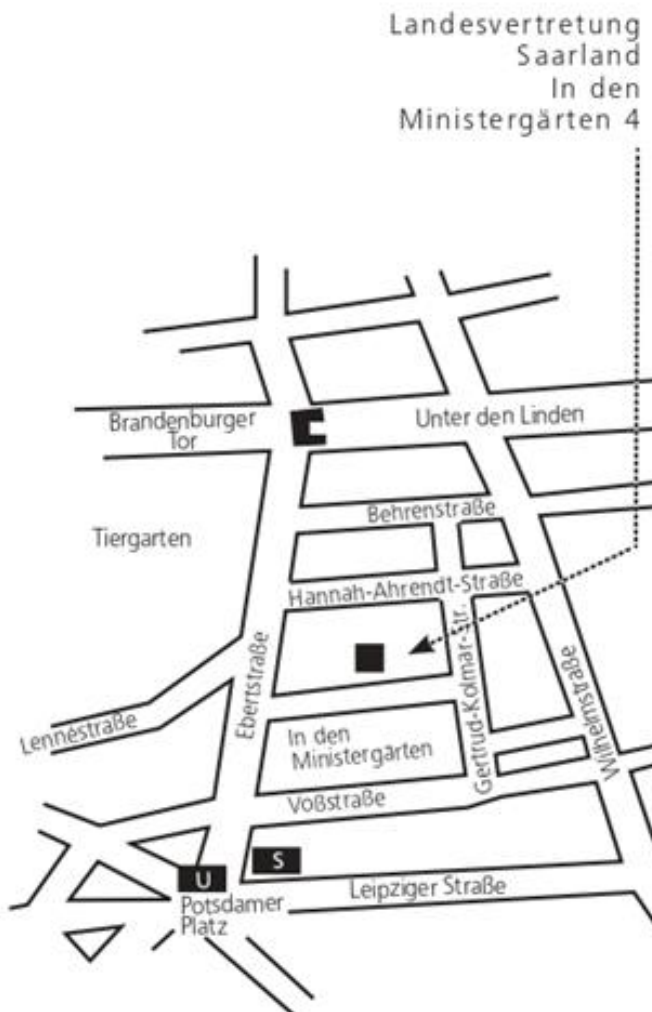 Landesvertretung
Saarland
In den
Ministergärten 4
Brandenburger
Tor
Unter den Linden
Behrenstraße
Tiergarten
Hannah-Ahrendt-Straße
Ebertstraße
Gertrud-Kolmar-Str.
Wilhelmstraße
Lennéstraße
In den
Ministergärten
Voßstraße
S
U
Leipziger Straße
Potsdamer
Platz